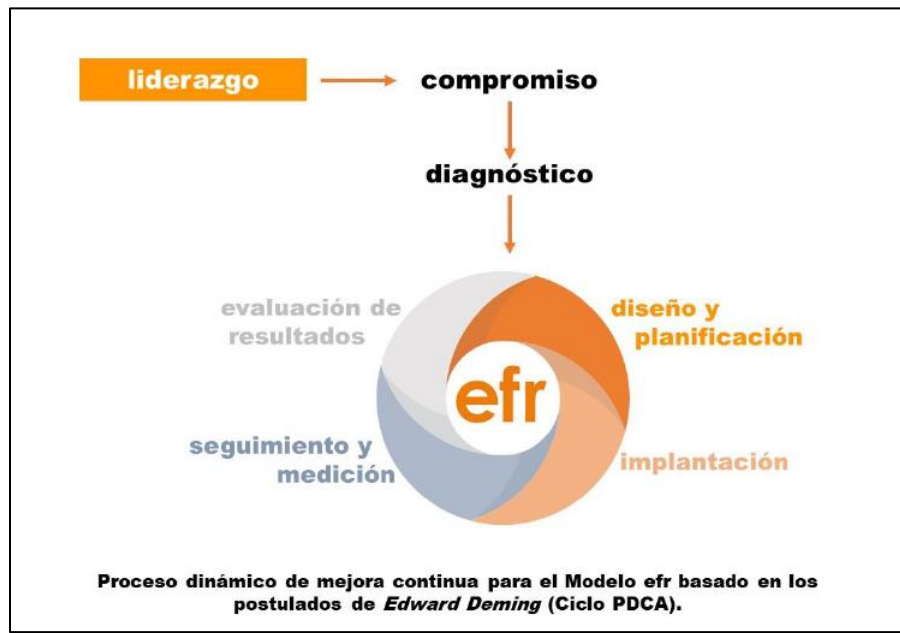 liderazgo
compromiso
diagnóstico
evaluación de
resultados
diseño y
planificación
efr
seguimiento y
medición
implantación
Proceso dinámico de mejora continua para el Modelo efr basado en los
postulados de Edward Deming (Ciclo PDCA).